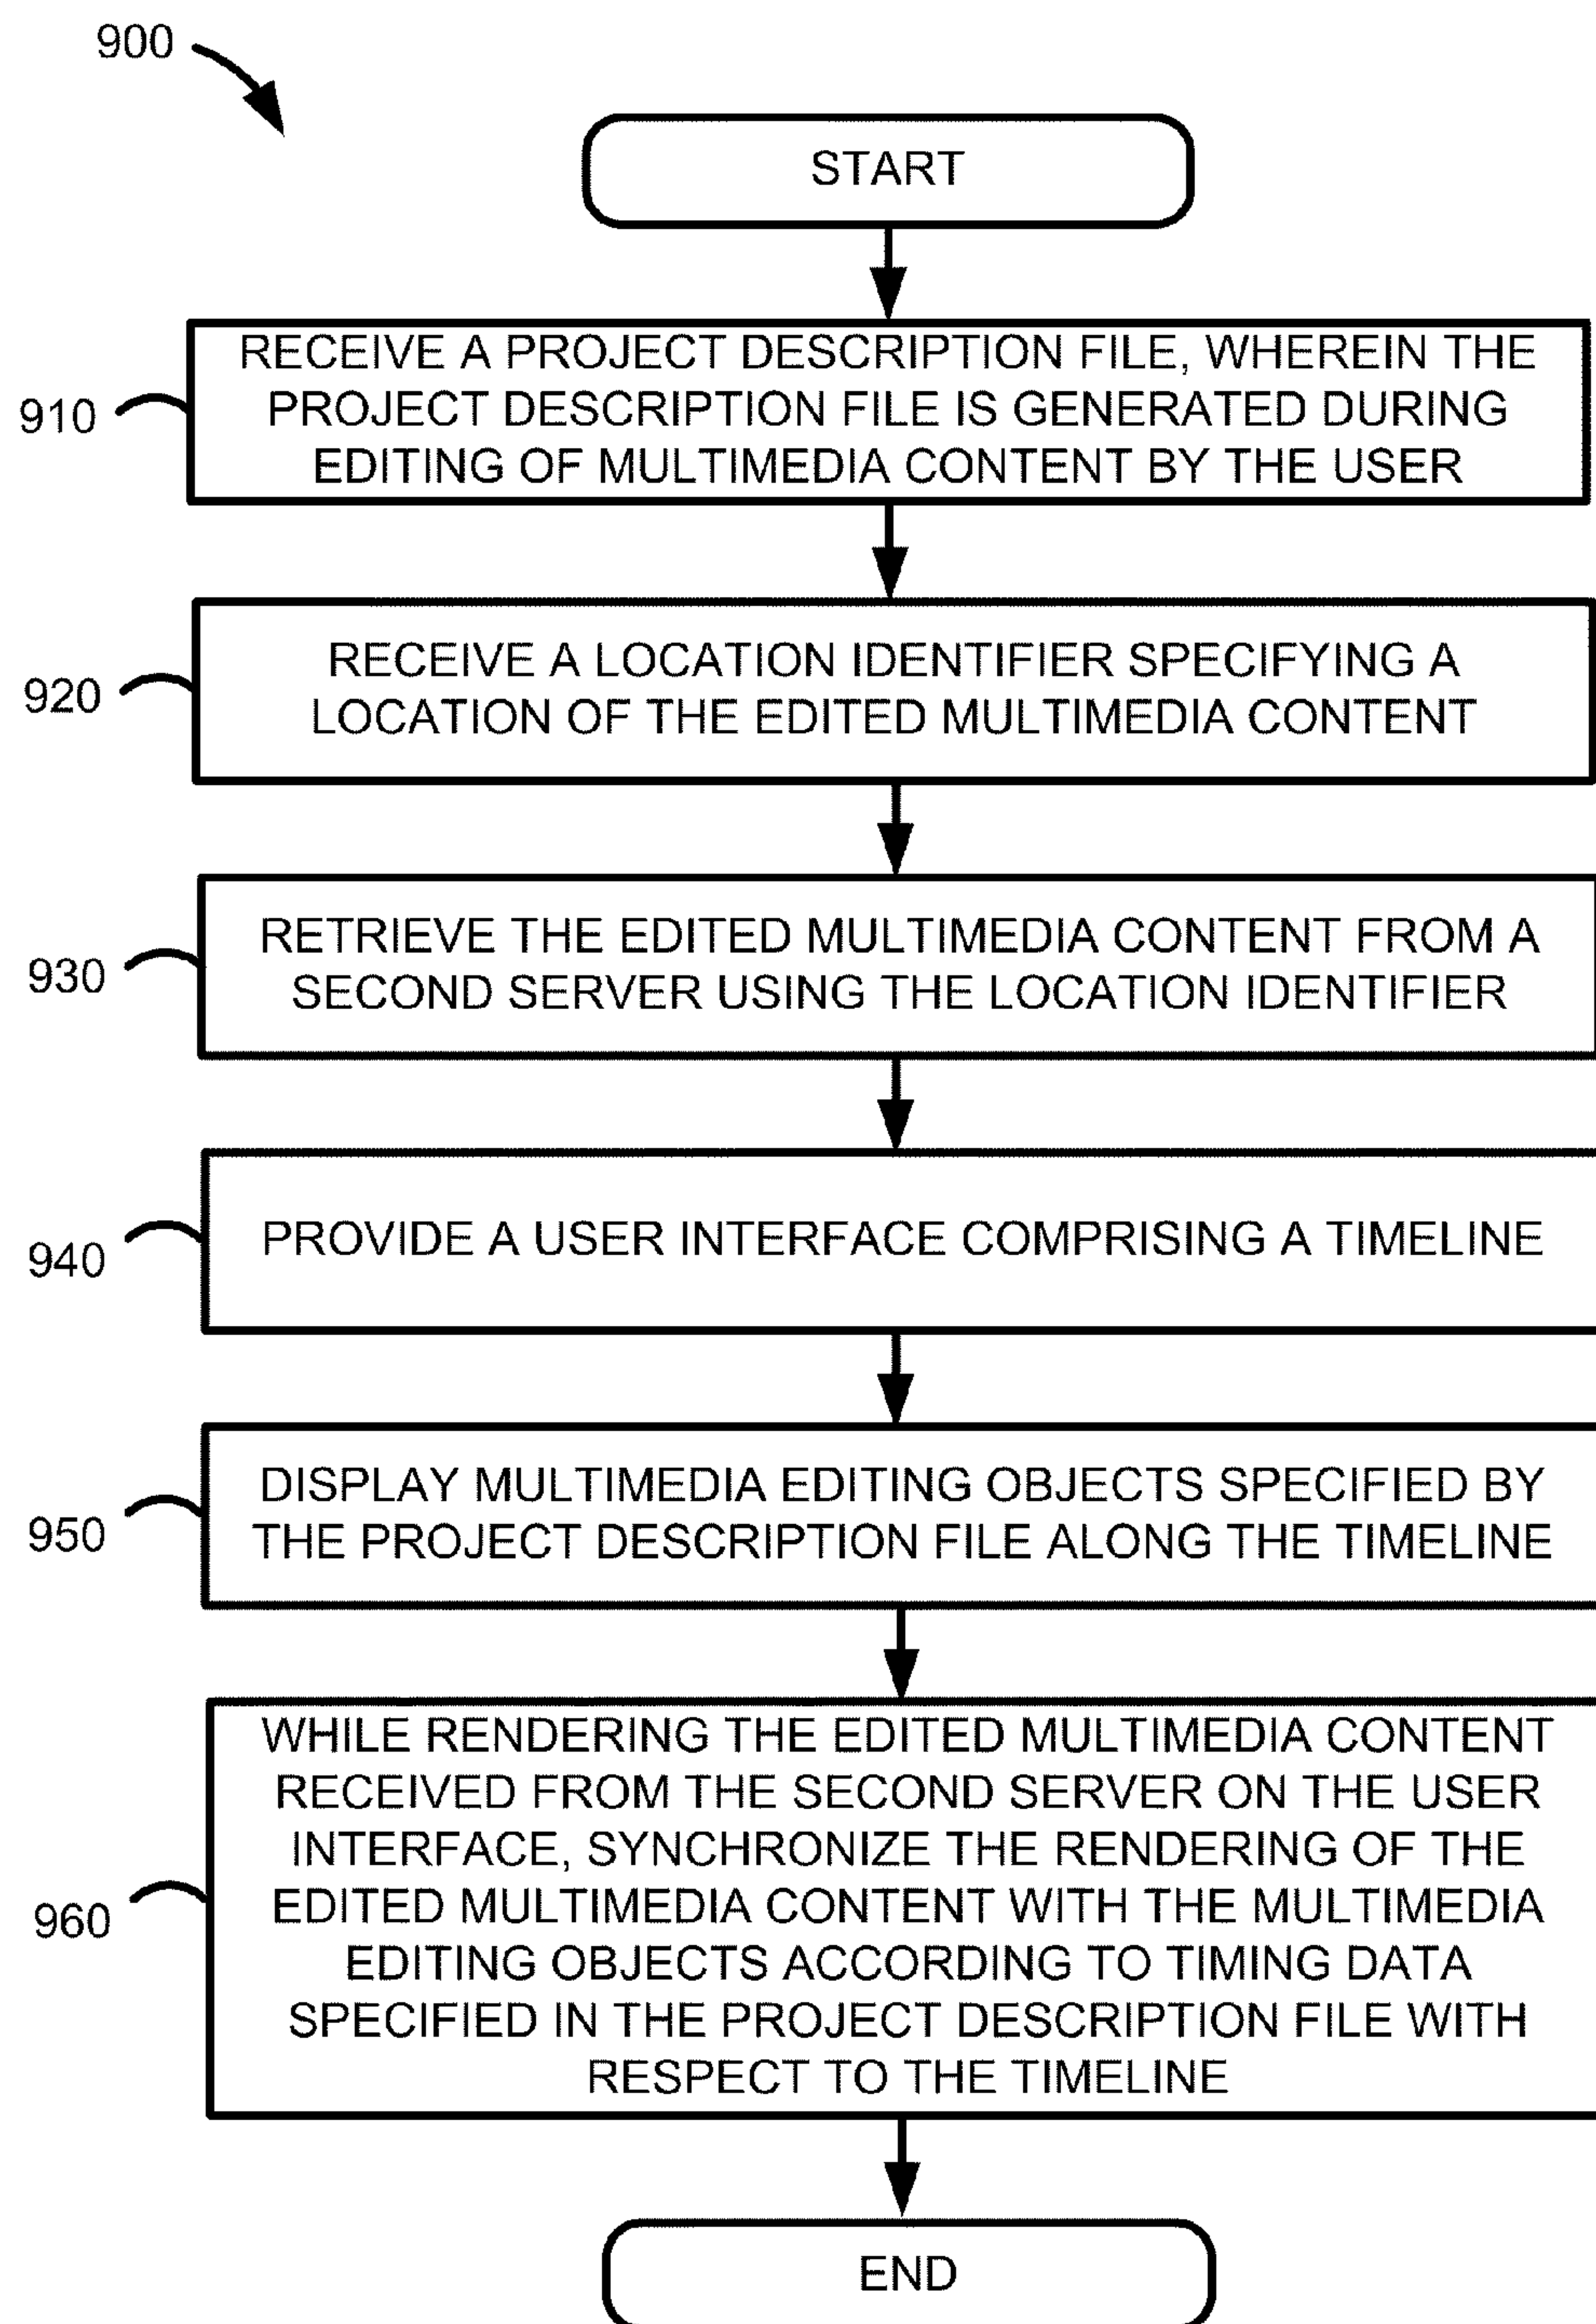 900
START
RECEIVE A PROJECT DESCRIPTION FILE, WHEREIN THE
PROJECT DESCRIPTION FILE IS GENERATED DURING
EDITING OF MULTIMEDIA CONTENT BY THE USER
910
RECEIVE A LOCATION IDENTIFIER SPECIFYING A
LOCATION OF THE EDITED MULTIMEDIA CONTENT
920
RETRIEVE THE EDITED MULTIMEDIA CONTENT FROM A
SECOND SERVER USING THE LOCATION IDENTIFIER
930
PROVIDE A USER INTERFACE COMPRISING A TIMELINE
940
DISPLAY MULTIMEDIA EDITING OBJECTS SPECIFIED BY
THE PROJECT DESCRIPTION FILE ALONG THE TIMELINE
950
WHILE RENDERING THE EDITED MULTIMEDIA CONTENT
RECEIVED FROM THE SECOND SERVER ON THE USER
INTERFACE, SYNCHRONIZE THE RENDERING OF THE
EDITED MULTIMEDIA CONTENT WITH THE MULTIMEDIA
EDITING OBJECTS ACCORDING TO TIMING DATA
SPECIFIED IN THE PROJECT DESCRIPTION FILE WITH
RESPECT TO THE TIMELINE
960
END